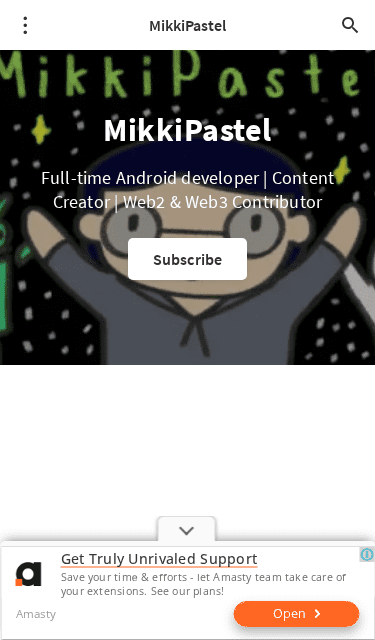 MikkiPastel
MikkiPaste
MikkiPastel
Full-time Android developer | Content
Creator | Web2 & Web3 Contributor
Subscribe
Get Truly Unrivaled Support
Save your time & efforts - let Amasty team take care of
your extensions. See our plans!
Amasty
Open